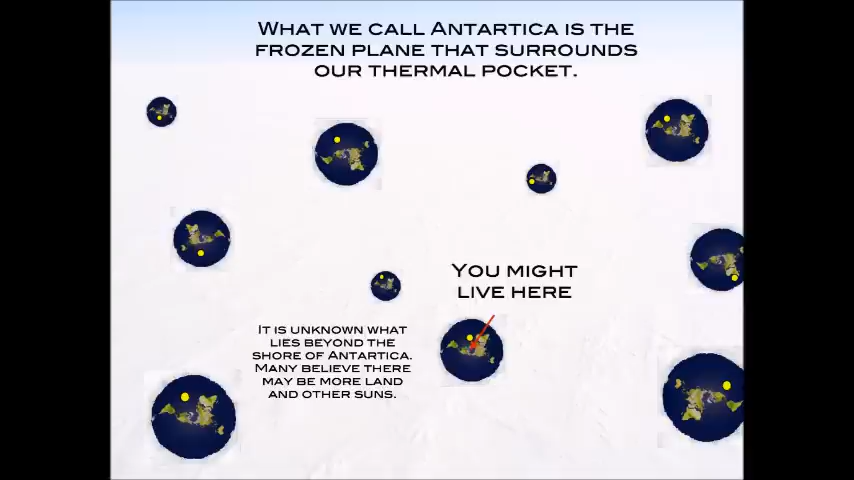 What we call Antartica is the
frozen plane that surrounds
our thermal pocket.
You might
live here
It is unknown what
lies beyond the
shore of Antartica.
Many believe there
may be more land
and other suns.